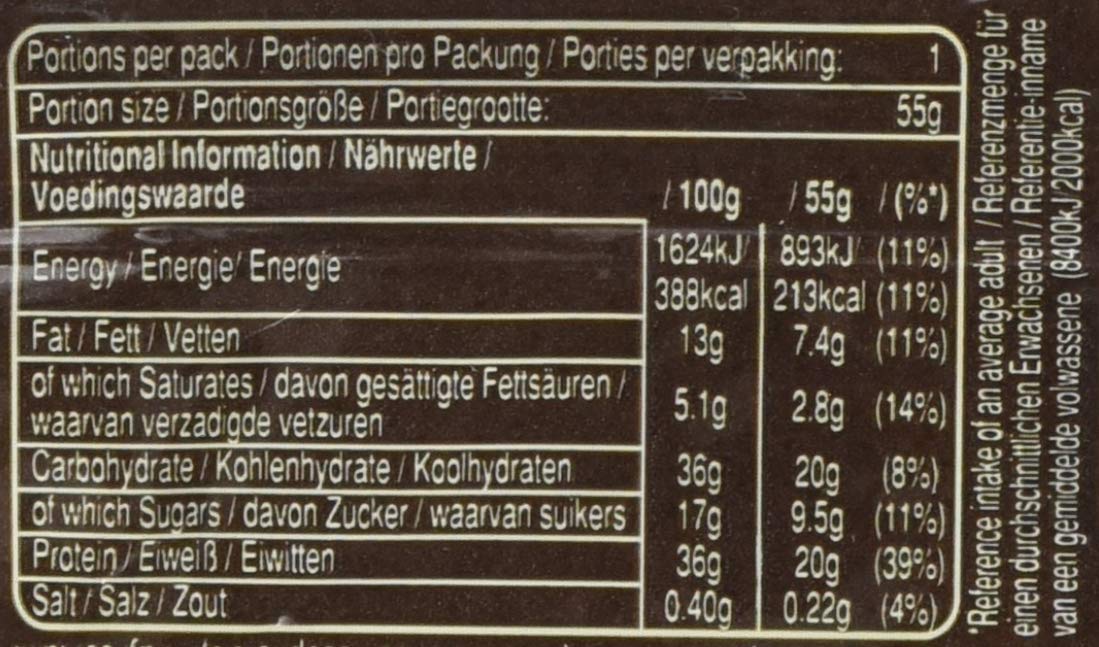 Portions per pack / Portionen pro Packung / Porties per verpakking: 1
Portion size / Portionsgröße / Portiegrootte: 55g
Nutritional Information / Nährwerte /
Voedingswaarde / 100g / 55g / (%*)
Energy / Energie/ Energie 1624kJ/ 893kJ/ (11%)
388kcal 213kcal (11%)
Fat / Fett / Vetten 13g 7.4g (11%)
of which Saturates / davon gesättigte Fettsäuren /
waarvan verzadigde vetzuren 5.1g 2.8g (14%)
Carbohydrate / Kohlenhydrate / Koolhydraten 36g 20g (8%)
of which Sugars / davon Zucker / waarvan suikers 17g 9.5g (11%)
Protein / Eiweiß / Eiwitten 36g 20g (39%)
Salt / Salz / Zout 0.40g 0.22g (4%)
*Reference intake of an average adult / Referenzmenge für
einen durchschnittlichen Erwachsenen / Referentie-inname
van een gemiddelde volwassene (8400kJ/2000kcal)